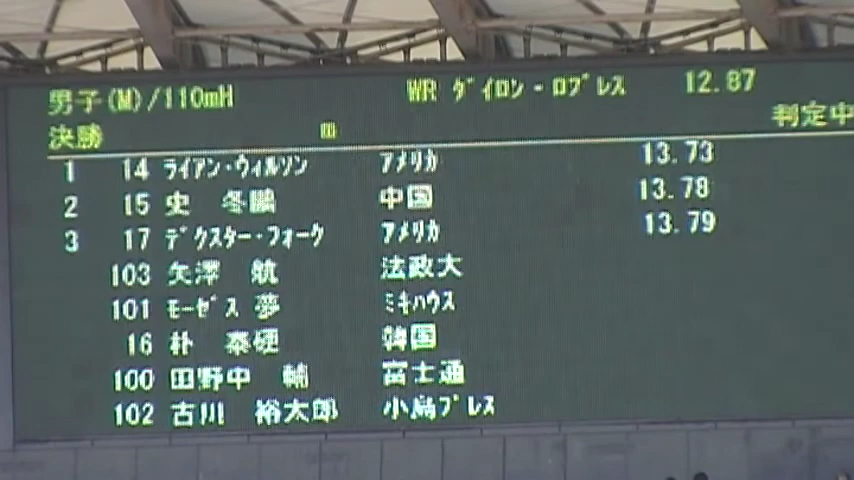 男子(M)/110mH WR ダイロン・ロブレス 12.87
決勝 判定中
1 14 ライアン・ウィルソン アメリカ 13.73
2 15 史 冬鵬 中国 13.78
3 17 デクスター・フォーク アメリカ 13.79
103 矢澤 航 法政大
101 モーゼス 夢 ミキハウス
16 朴 泰硬 韓国
100 田野中 輔 富士通
102 古川 裕太郎 小島プレス